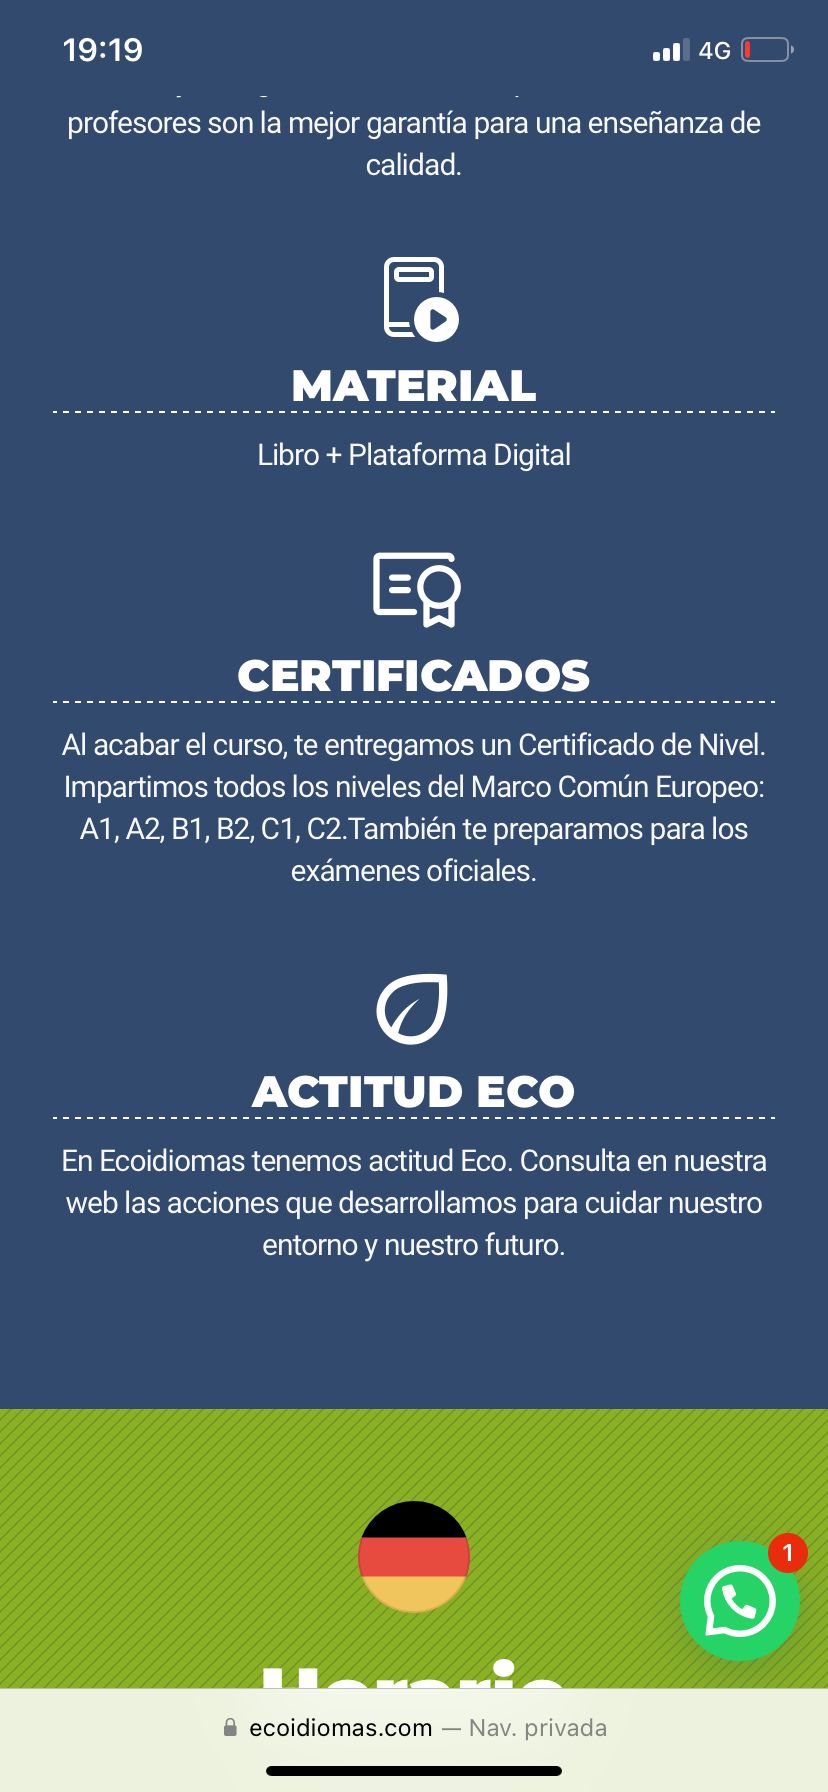 19:19
4G
profesores son la mejor garantía para una enseñanza de
calidad.
MATERIAL
Libro + Plataforma Digital
CERTIFICADOS
Al acabar el curso, te entregamos un Certificado de Nivel.
Impartimos todos los niveles del Marco Común Europeo:
A1, A2, B1, B2, C1, C2.También te preparamos para los
exámenes oficiales.
ACTITUD ECO
En Ecoidiomas tenemos actitud Eco. Consulta en nuestra
web las acciones que desarrollamos para cuidar nuestro
entorno y nuestro futuro.
1
Horario
ecoidiomas.com — Nav. privada